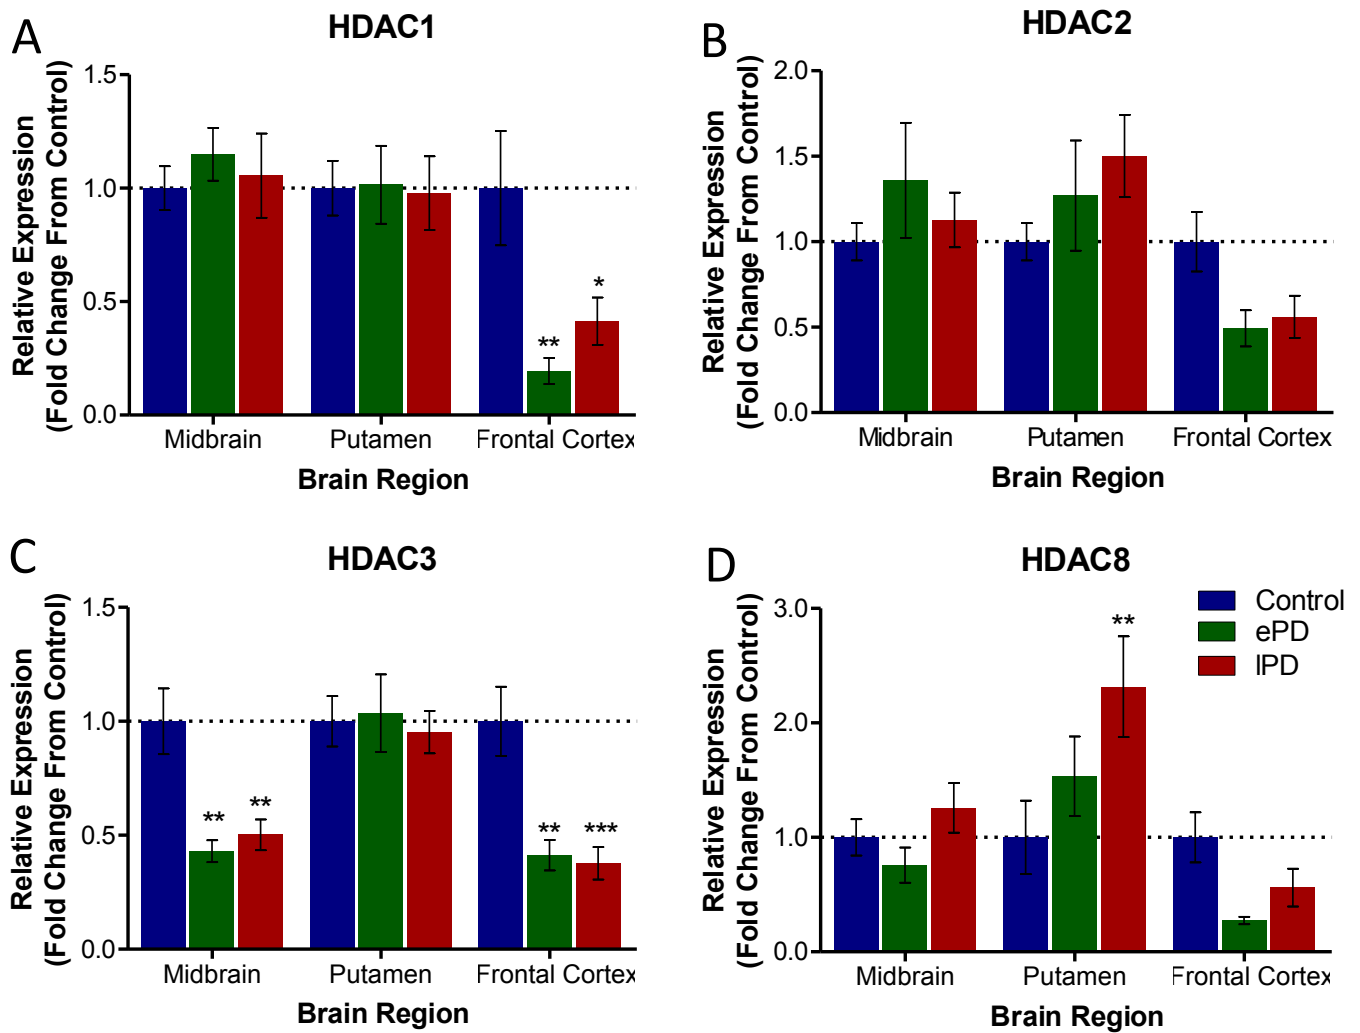 A
HDAC1
Relative Expression
(Fold Change From Control)
1.5
1.0
0.5
0.0
**
*
Midbrain
Putamen
Frontal Cortex
Brain Region
B
HDAC2
Relative Expression
(Fold Change From Control)
2.0
1.5
1.0
0.5
0.0
Midbrain
Putamen
Frontal Cortex
Brain Region
C
HDAC3
Relative Expression
(Fold Change From Control)
1.5
1.0
0.5
0.0
**
**
**
***
Midbrain
Putamen
Frontal Cortex
Brain Region
D
HDAC8
Relative Expression
(Fold Change From Control)
3.0
2.0
1.0
0.0
**
Control
ePD
lPD
Midbrain
Putamen
Frontal Cortex
Brain Region